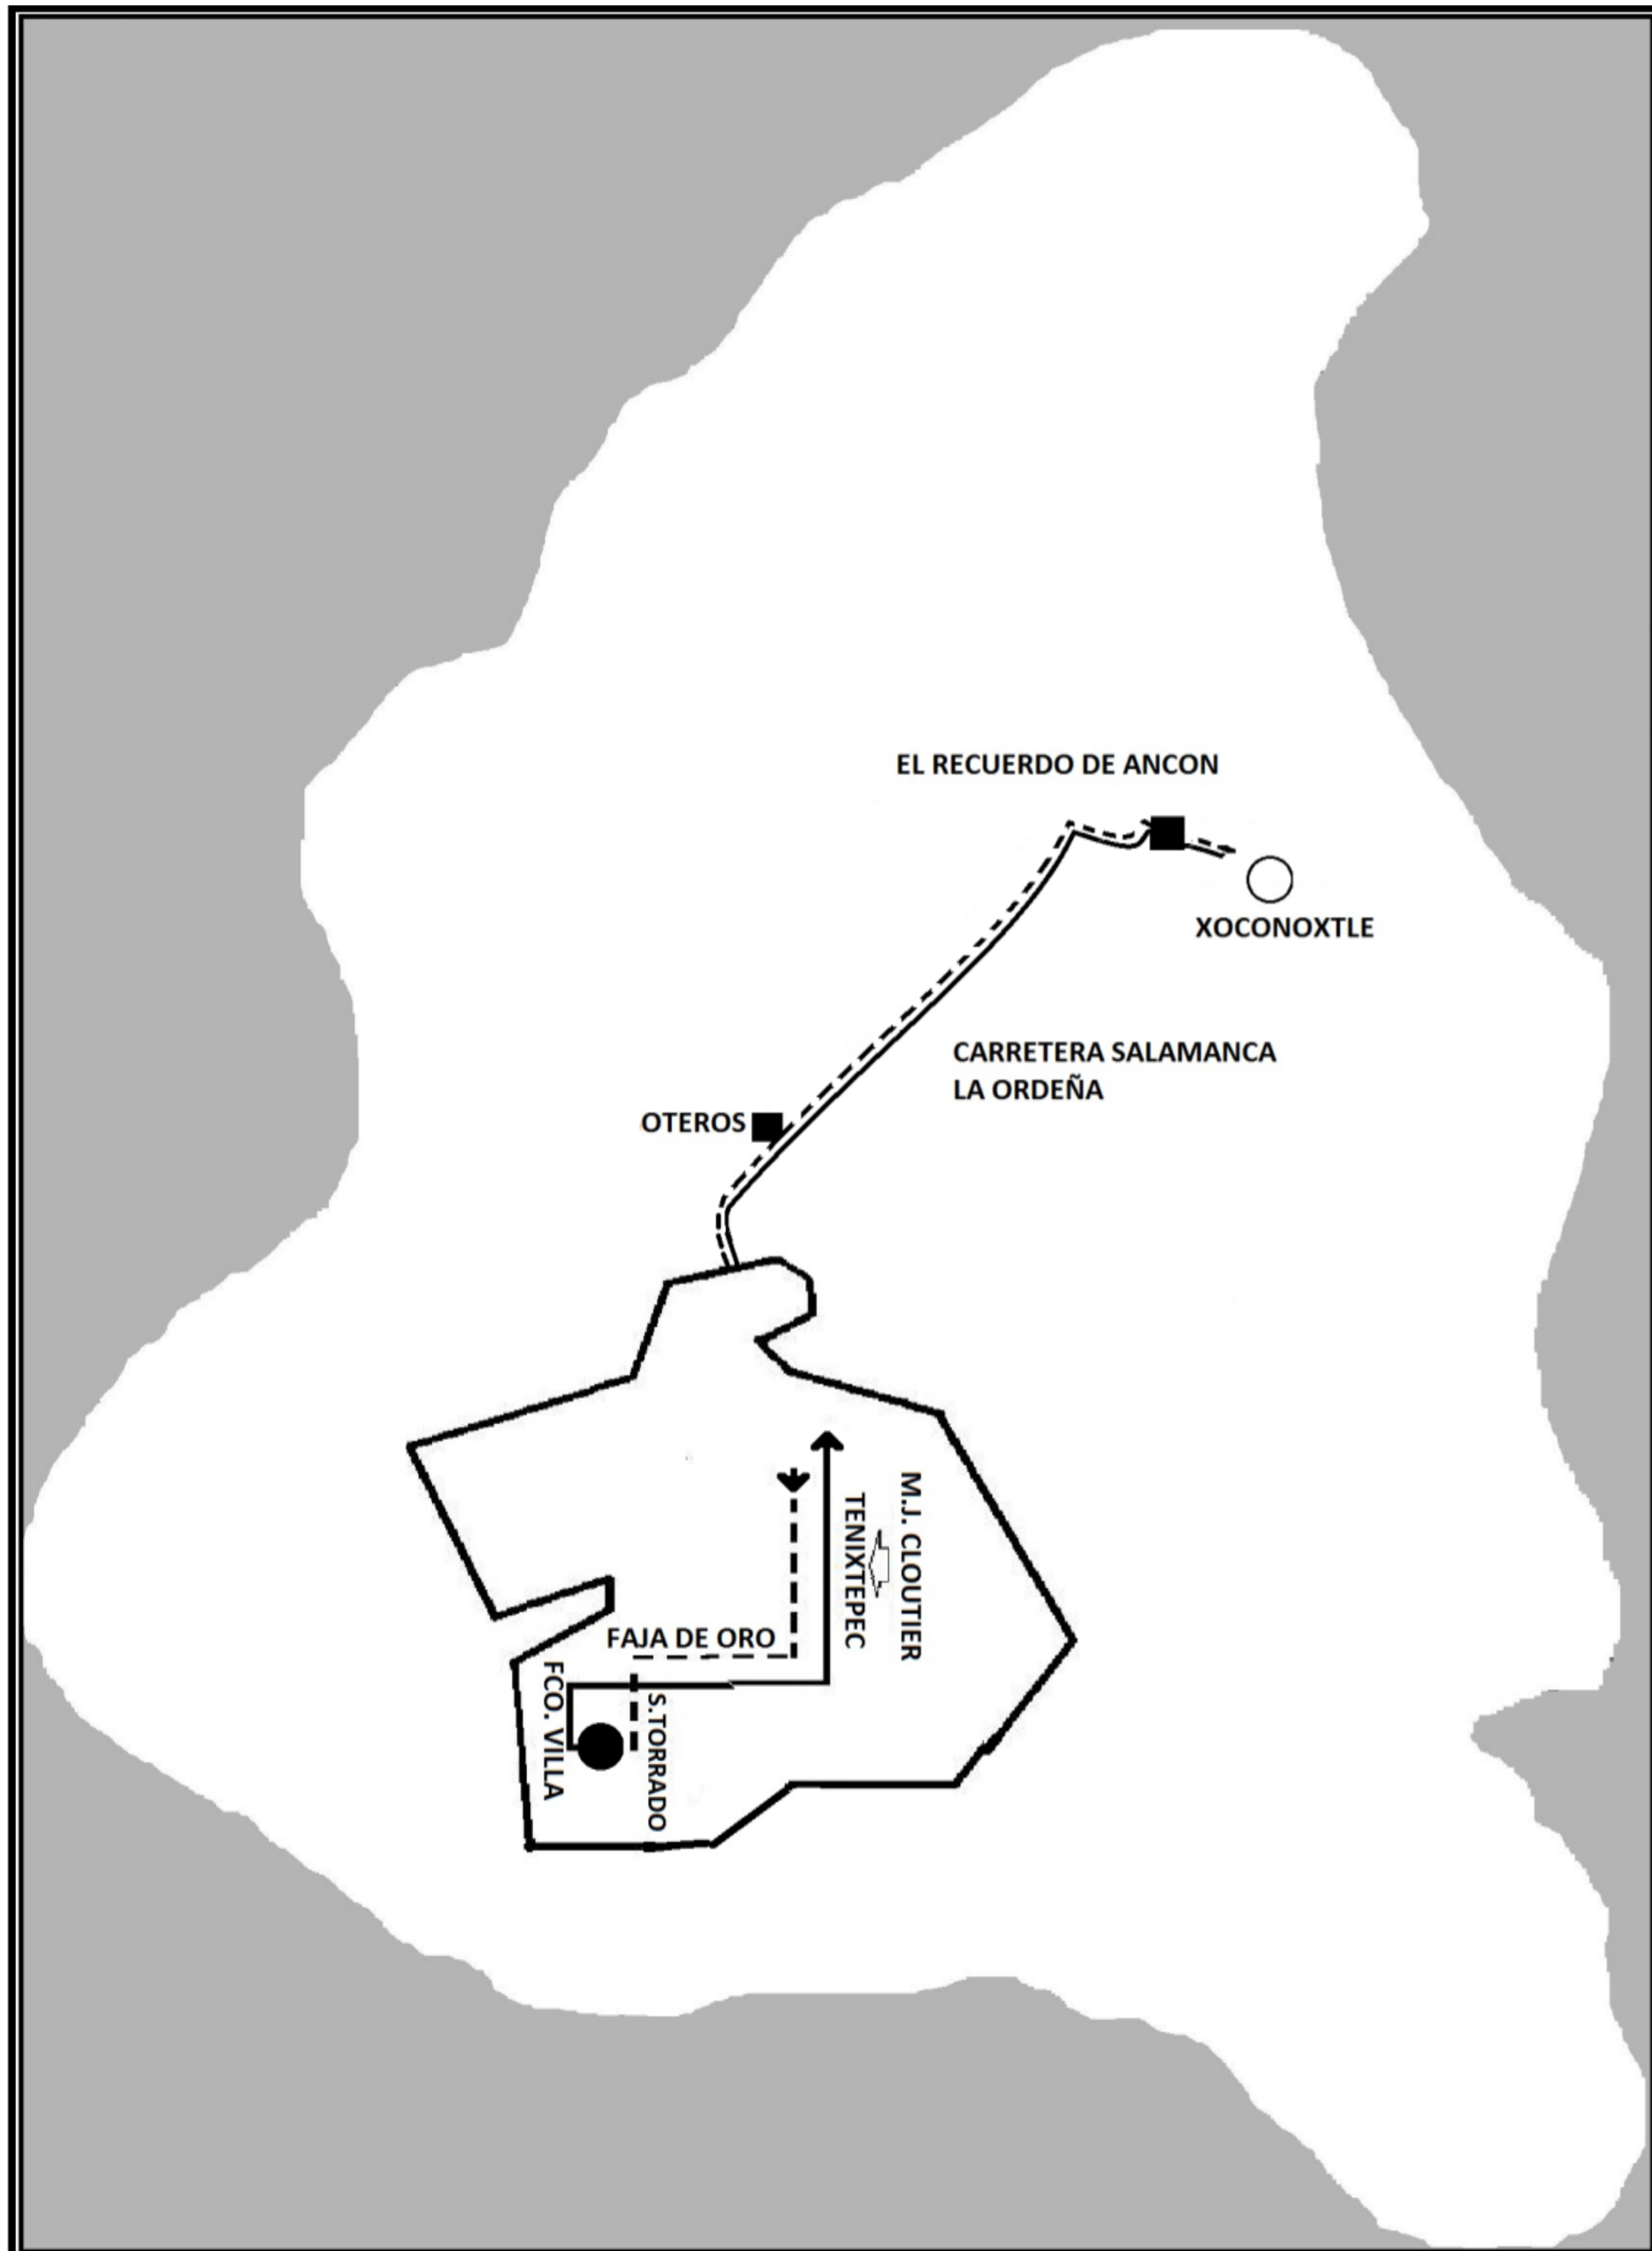 EL RECUERDO DE ANCON
XOCONOXTLE
CARRETERA SALAMANCA
LA ORDEÑA
OTEROS
M.J. CLOUTIER
TENIXTEPEC
FAJA DE ORO
FCO. VILLA
S.TORRADO